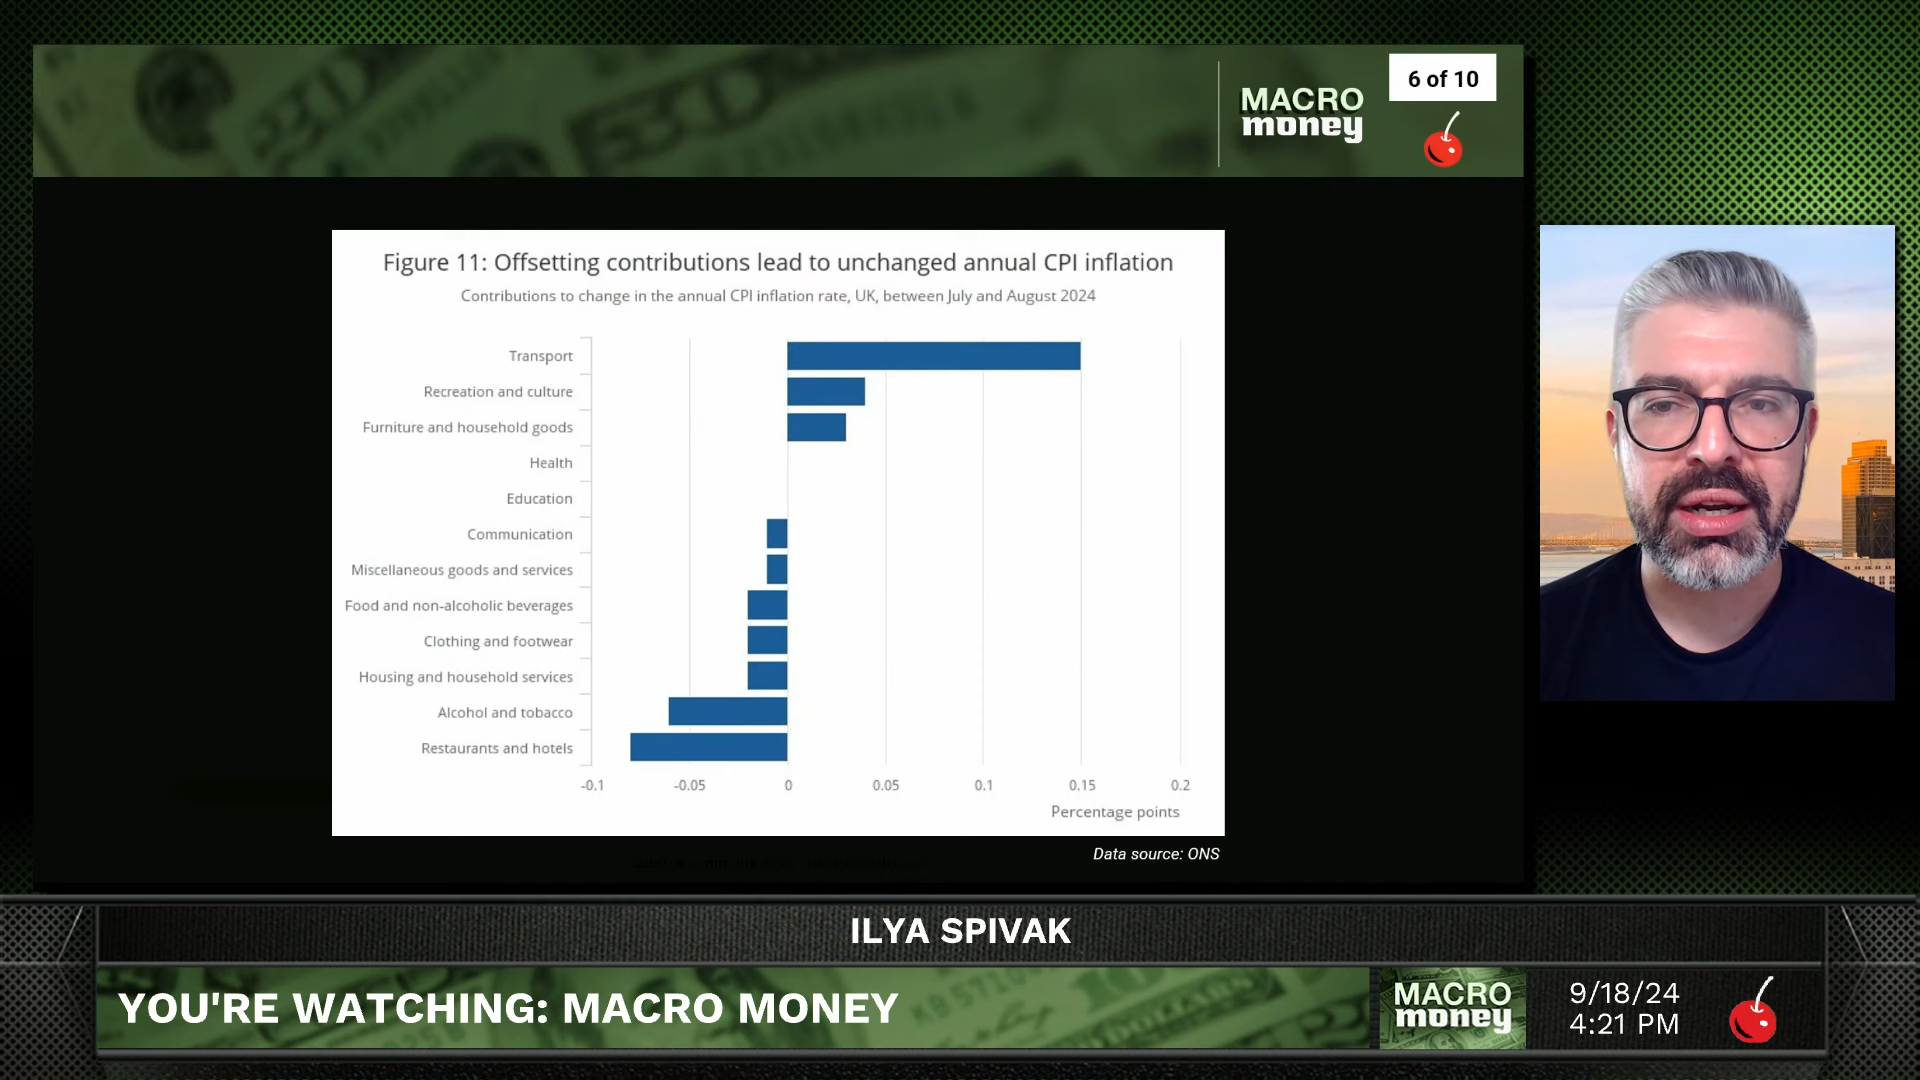 MACRO
money
6 of 10
Figure 11: Offsetting contributions lead to unchanged annual CPI inflation
Contributions to change in the annual CPI inflation rate, UK, between July and August 2024
Transport
Recreation and culture
Furniture and household goods
Health
Education
Communication
Miscellaneous goods and services
Food and non-alcoholic beverages
Clothing and footwear
Housing and household services
Alcohol and tobacco
Restaurants and hotels
-0.1 -0.05 0 0.05 0.1 0.15 0.2
Percentage points
Data source: ONS
ILYA SPIVAK
YOU'RE WATCHING: MACRO MONEY
MACRO
money
9/18/24
4:21 PM